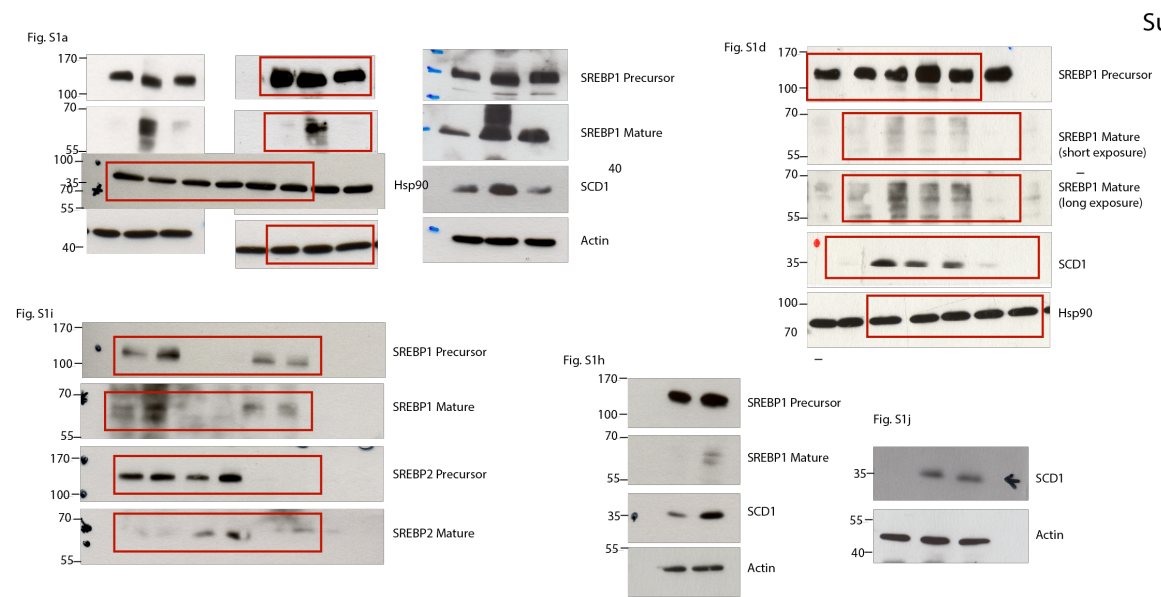 Su
Fig. S1a
170
100
70
55
100
35
70
55
40
SREBP1 Precursor
SREBP1 Mature
40
Hsp90
SCD1
Actin
Fig. S1d
170
100
SREBP1 Precursor
70
55
SREBP1 Mature
(short exposure)
70
55
SREBP1 Mature
(long exposure)
35
SCD1
100
70
Hsp90
Fig. S1i
170
100
SREBP1 Precursor
70
55
SREBP1 Mature
170
100
SREBP2 Precursor
70
55
SREBP2 Mature
Fig. S1h
170
100
SREBP1 Precursor
70
55
SREBP1 Mature
35
SCD1
55
Actin
Fig. S1j
35
SCD1
55
40
Actin